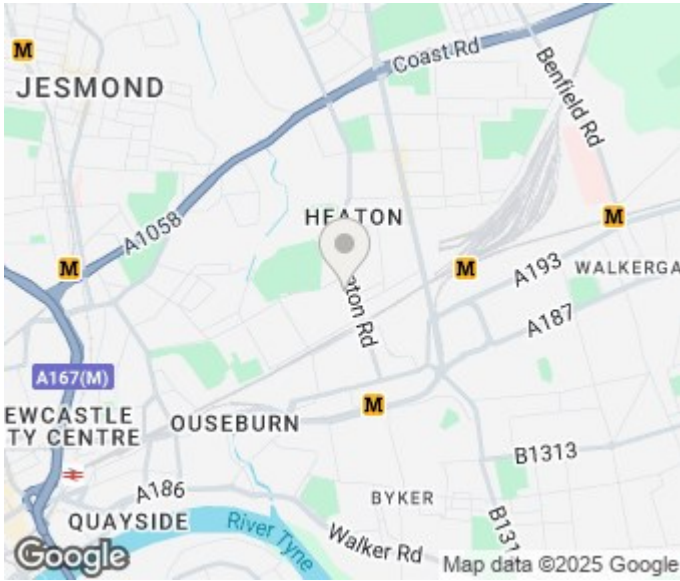 M
Coast Rd
Benfield Rd
JESMOND
A1058
HEATON
M
M
M
A193
WALKERGA
aton Rd
A187
A167(M)
M
EWCASTLE
TY CENTRE
OUSEBURN
B1313
A186
BYKER
QUAYSIDE
River Tyne
Walker Rd
B131
Google
Map data ©2025 Google